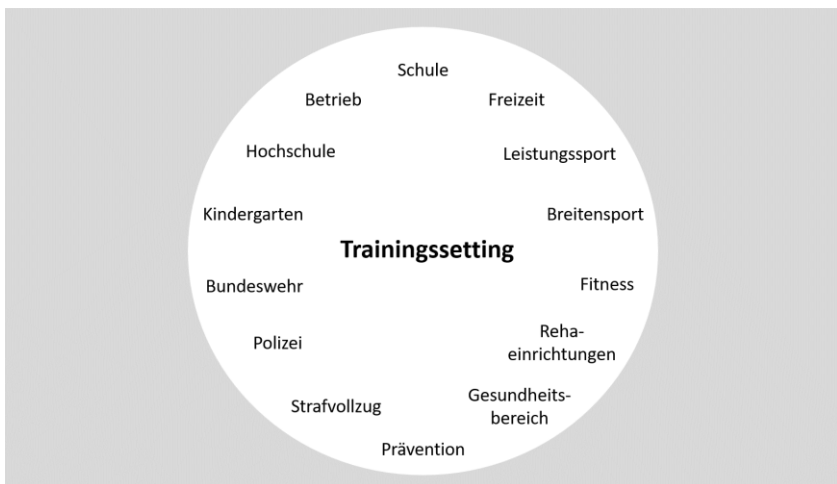 Schule
Betrieb
Freizeit
Hochschule
Leistungssport
Kindergarten
Breitensport
Trainingssetting
Bundeswehr
Fitness
Polizei
Reha-
einrichtungen
Strafvollzug
Gesundheits-
bereich
Prävention